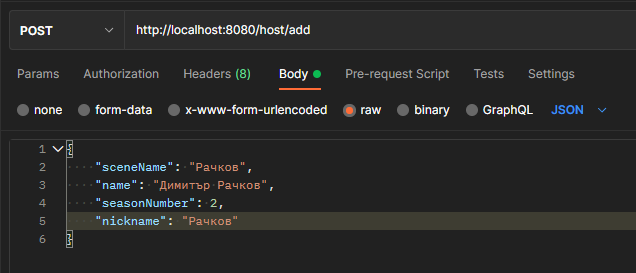 POST http://localhost:8080/host/add
Params Authorization Headers (8) Body Pre-request Script Tests Settings
none form-data x-www-form-urlencoded raw binary GraphQL JSON
1 {
2 "sceneName": "Рачков",
3 "name": "Димитър Рачков",
4 "seasonNumber": 2,
5 "nickname": "Рачков"
6 }